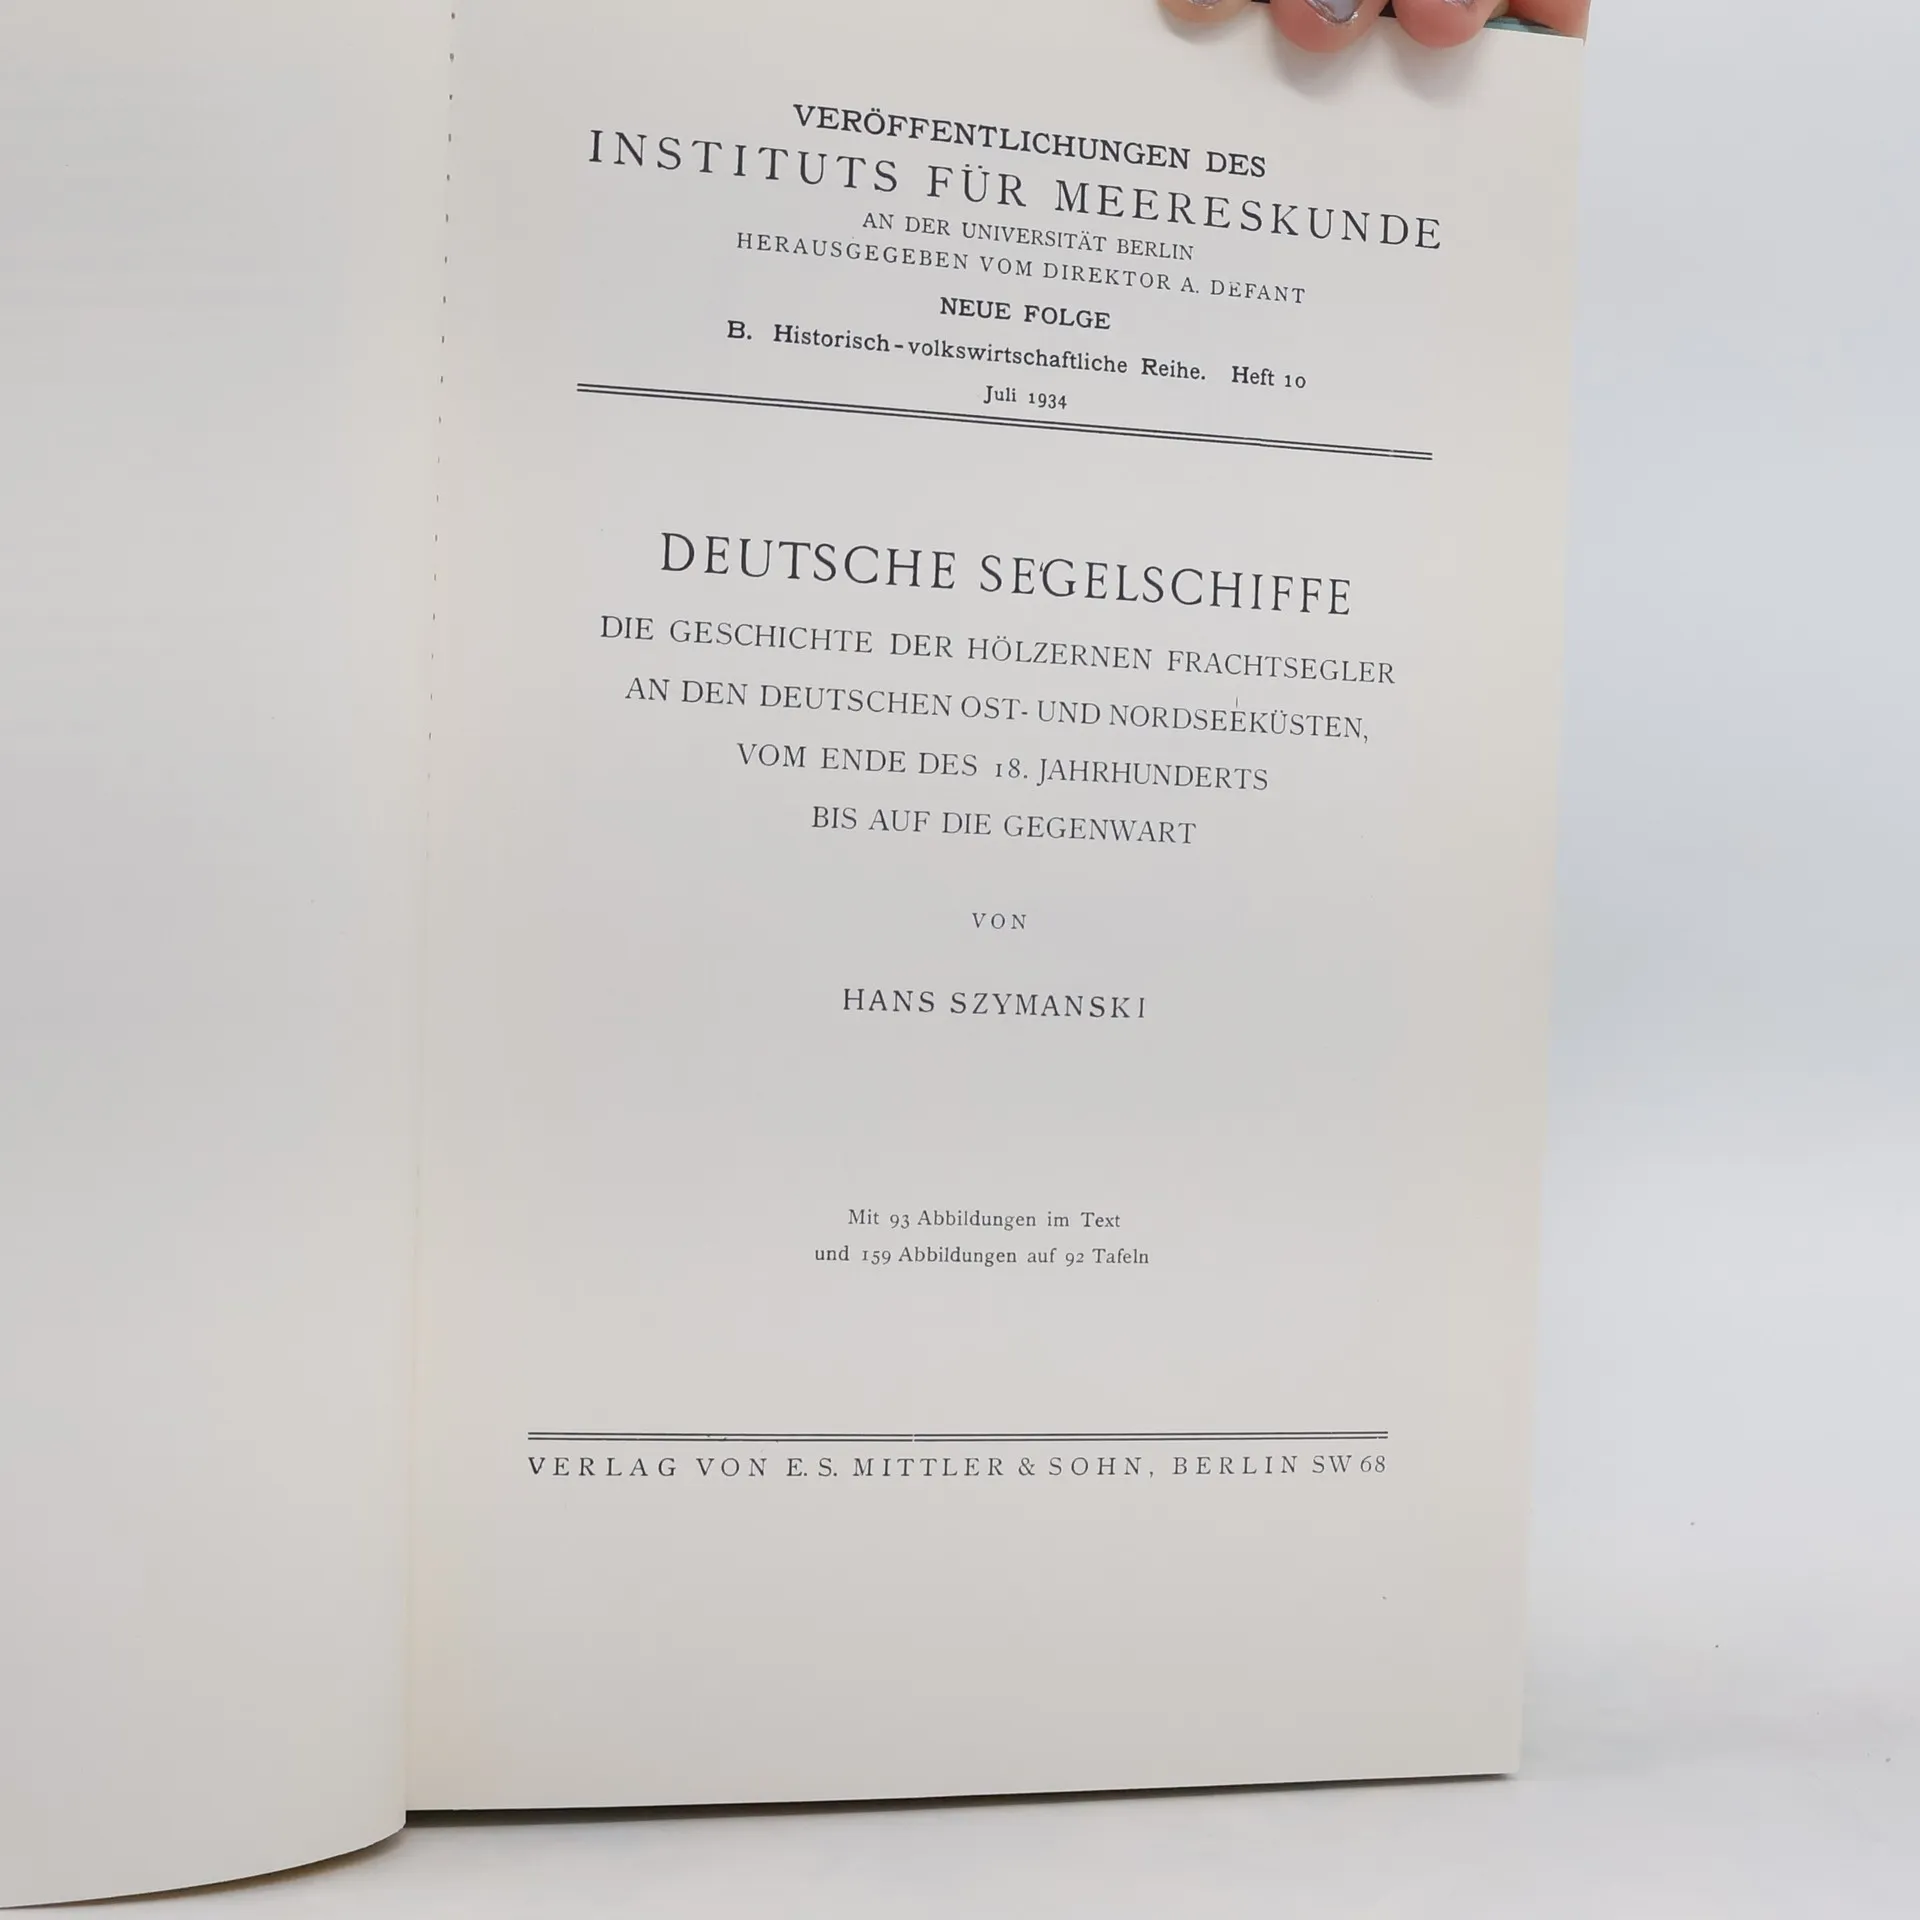 VERÖFFENTLICHUNGEN DES
INSTITUTS FÜR MEERESKUNDE
AN DER UNIVERSITÄT BERLIN
HERAUSGEGEBEN VOM DIREKTOR A. DEFANT
NEUE FOLGE
B. Historisch-volkswirtschaftliche Reihe. Heft 10
Juli 1934
DEUTSCHE SEGELSCHIFFE
DIE GESCHICHTE DER HÖLZERNEN FRACHTSEGLER
AN DEN DEUTSCHEN OST- UND NORDSEEKÜSTEN,
VOM ENDE DES 18. JAHRHUNDERTS
BIS AUF DIE GEGENWART
VON
HANS SZYMANSKI
Mit 93 Abbildungen im Text
und 159 Abbildungen auf 92 Tafeln
VERLAG VON E. S. MITTLER & SOHN, BERLIN SW 68